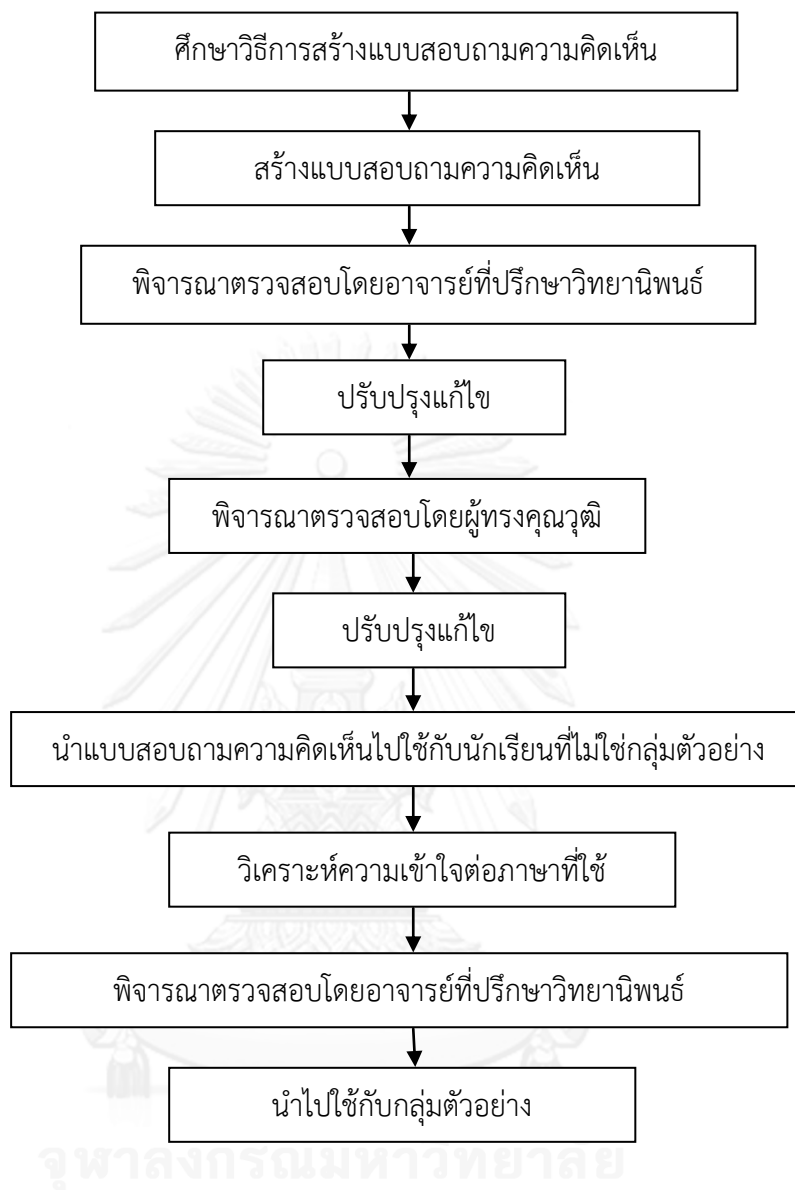 ศึกษาวิธีการสร้างแบบสอบถามความคิดเห็น
สร้างแบบสอบถามความคิดเห็น
พิจารณาตรวจสอบโดยอาจารย์ที่ปรึกษาวิทยานิพนธ์
ปรับปรุงแก้ไข
พิจารณาตรวจสอบโดยผู้ทรงคุณวุฒิ
ปรับปรุงแก้ไข
นำแบบสอบถามความคิดเห็นไปใช้กับนักเรียนที่ไม่ใช่กลุ่มตัวอย่าง
วิเคราะห์ความเข้าใจต่อภาษาที่ใช้
พิจารณาตรวจสอบโดยอาจารย์ที่ปรึกษาวิทยานิพนธ์
นำไปใช้กับกลุ่มตัวอย่าง
จุฬาลงกรณ์มหาวิทยาลัย